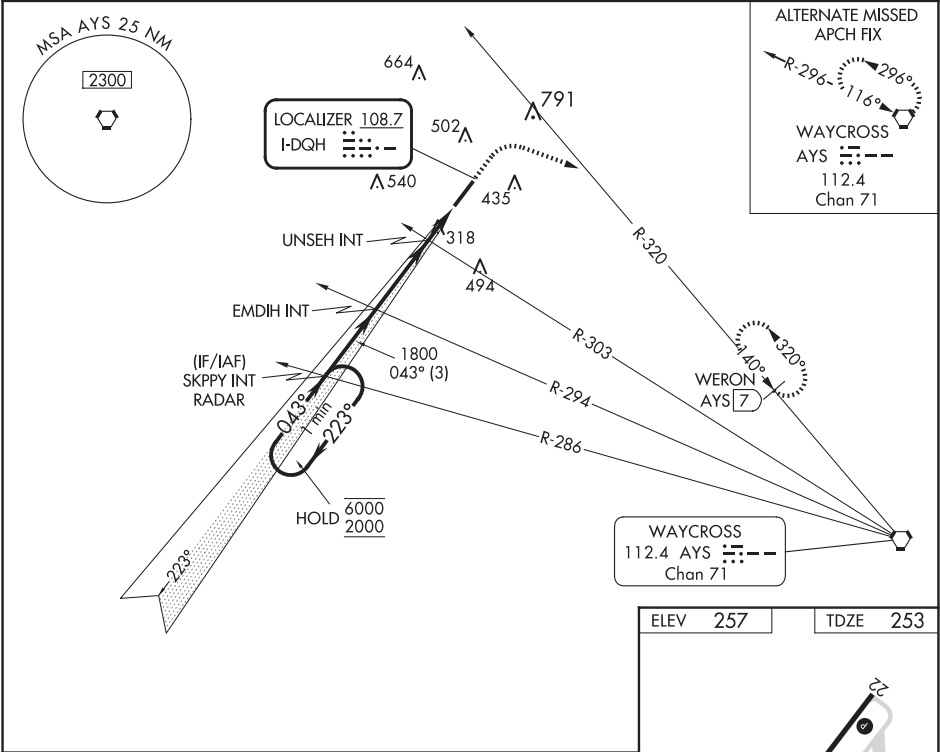 MSA AYS 25 NM
2300
ALTERNATE MISSED
APCH FIX
R-296
296°
116°
WAYCROSS
AYS
112.4
Chan 71
664
791
LOCALIZER 108.7
I-DQH
502
540
435
UNSEH INT
318
494
R-320
EMDIH INT
R-303
(IF/IAF)
SKPPY INT
RADAR
1800
043° (3)
R-294
320°
140°
WERON
AYS 7
043°
1 min
223°
R-286
HOLD 6000
2000
WAYCROSS
112.4 AYS
Chan 71
223°
ELEV 257
TDZE 253
22
P